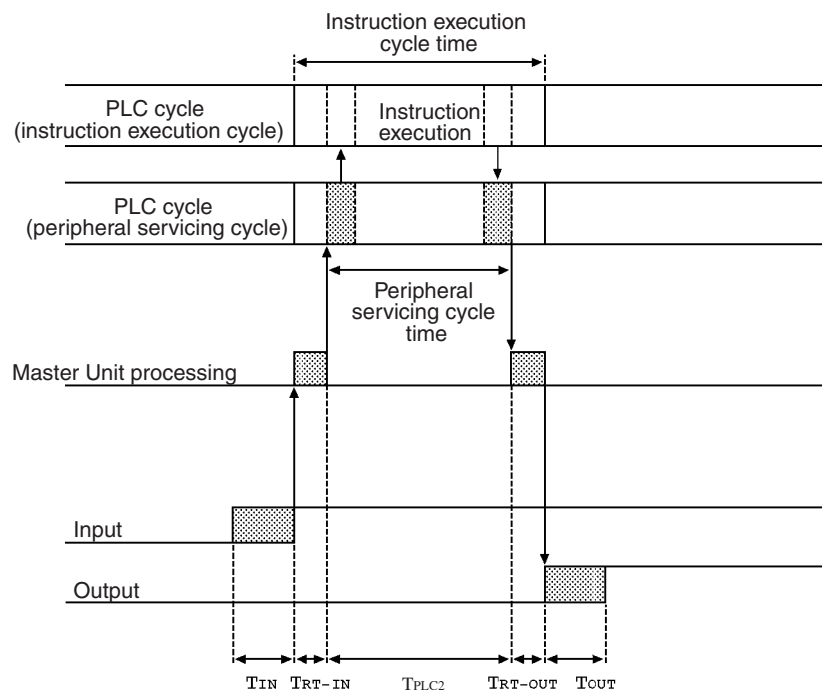 Instruction execution
cycle time
PLC cycle
(instruction execution cycle)
Instruction
execution
PLC cycle
(peripheral servicing cycle)
Peripheral
servicing cycle
time
Master Unit processing
Input
Output
TIN TRT-IN TPLC2 TRT-OUT TOUT